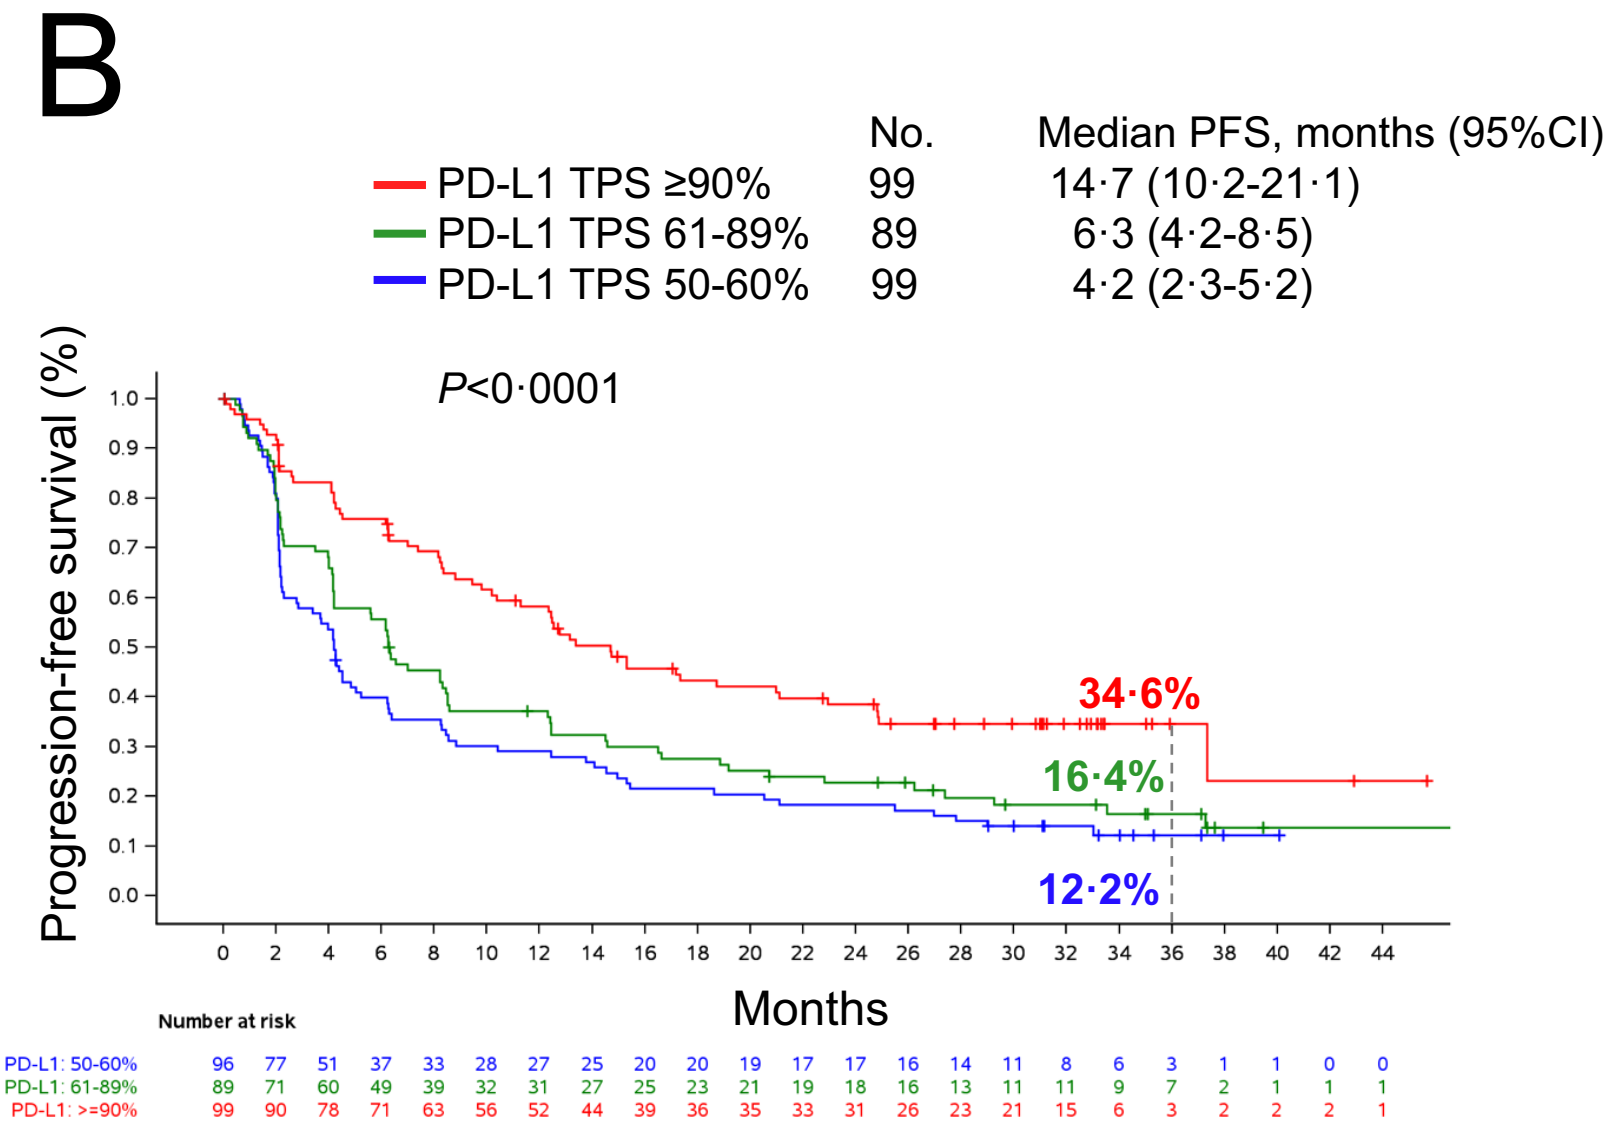 B
No. Median PFS, months (95%CI)
PD-L1 TPS ≥90% 99 14·7 (10·2-21·1)
PD-L1 TPS 61-89% 89 6·3 (4·2-8·5)
PD-L1 TPS 50-60% 99 4·2 (2·3-5·2)
P<0·0001
Progression-free survival (%)
1.0
0.9
0.8
0.7
0.6
0.5
0.4
0.3
0.2
0.1
0.0
34·6%
16·4%
12·2%
0 2 4 6 8 10 12 14 16 18 20 22 24 26 28 30 32 34 36 38 40 42 44
Months
Number at risk
PD-L1: 50-60% 96 77 51 37 33 28 27 25 20 20 19 17 17 16 14 11 8 6 3 1 1 0 0
PD-L1: 61-89% 89 71 60 49 39 32 31 27 25 23 21 19 18 16 13 11 11 9 7 2 1 1 1
PD-L1: >=90% 99 90 78 71 63 56 52 44 39 36 35 33 31 26 23 21 15 6 3 2 2 2 1